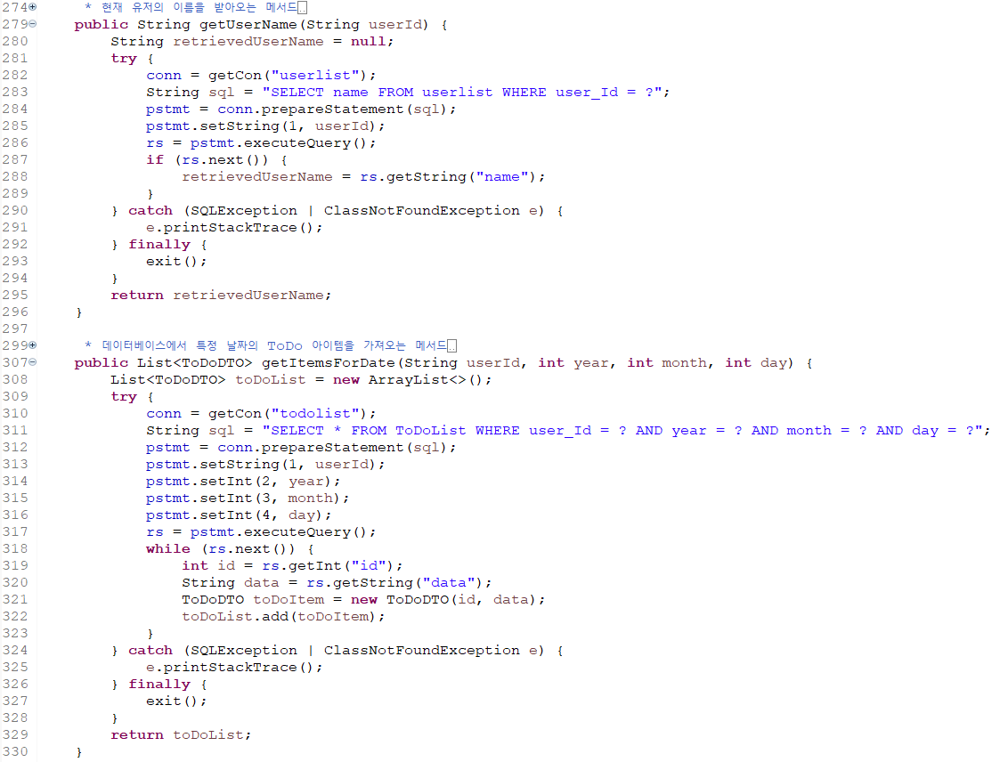 274 * 현재 유저의 이름을 받아오는 메서드..
279 public String getUserName(String userId) {
280 String retrievedUserName = null;
281 try {
282 conn = getCon("userlist");
283 String sql = "SELECT name FROM userlist WHERE user_Id = ?";
284 pstmt = conn.prepareStatement(sql);
285 pstmt.setString(1, userId);
286 rs = pstmt.executeQuery();
287 if (rs.next()) {
288 retrievedUserName = rs.getString("name");
289 }
290 } catch (SQLException | ClassNotFoundException e) {
291 e.printStackTrace();
292 } finally {
293 exit();
294 }
295 return retrievedUserName;
296 }
297
299 * 데이터베이스에서 특정 날짜의 ToDo 아이템을 가져오는 메서드..
307 public List<ToDoDTO> getItemsForDate(String userId, int year, int month, int day) {
308 List<ToDoDTO> toDoList = new ArrayList<>();
309 try {
310 conn = getCon("todolist");
311 String sql = "SELECT * FROM ToDoList WHERE user_Id = ? AND year = ? AND month = ? AND day = ?";
312 pstmt = conn.prepareStatement(sql);
313 pstmt.setString(1, userId);
314 pstmt.setInt(2, year);
315 pstmt.setInt(3, month);
316 pstmt.setInt(4, day);
317 rs = pstmt.executeQuery();
318 while (rs.next()) {
319 int id = rs.getInt("id");
320 String data = rs.getString("data");
321 ToDoDTO toDoItem = new ToDoDTO(id, data);
322 toDoList.add(toDoItem);
323 }
324 } catch (SQLException | ClassNotFoundException e) {
325 e.printStackTrace();
326 } finally {
327 exit();
328 }
329 return toDoList;
330 }